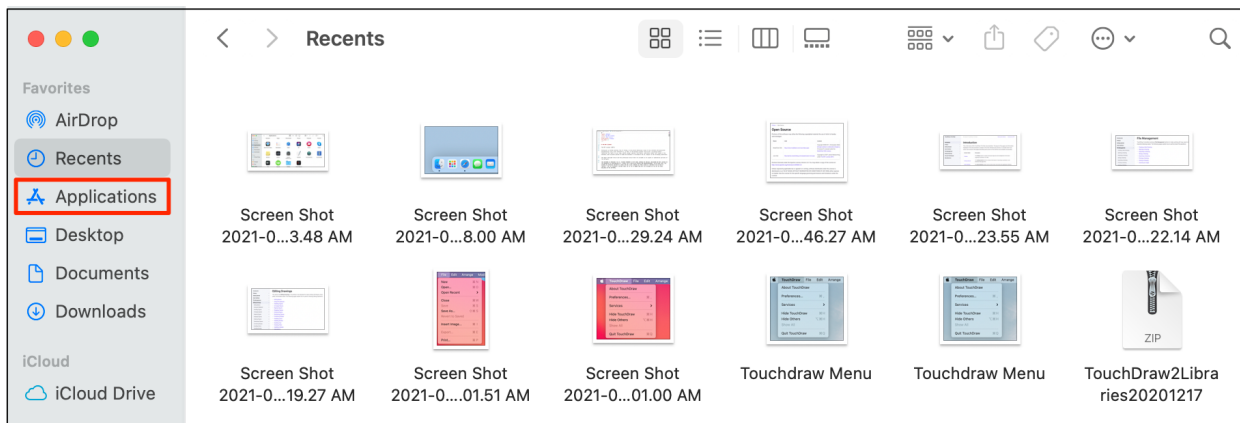 Recents
Favorites
AirDrop
Recents
Applications
Desktop
Documents
Downloads
iCloud
iCloud Drive
Screen Shot
2021-0...3.48 AM
Screen Shot
2021-0...8.00 AM
Screen Shot
2021-0...29.24 AM
Screen Shot
2021-0...46.27 AM
Screen Shot
2021-0...23.55 AM
Screen Shot
2021-0...22.14 AM
Screen Shot
2021-0...19.27 AM
Screen Shot
2021-0....01.51 AM
Screen Shot
2021-0...01.00 AM
Touchdraw Menu
Touchdraw Menu
ZIP
TouchDraw2Libra
ries20201217